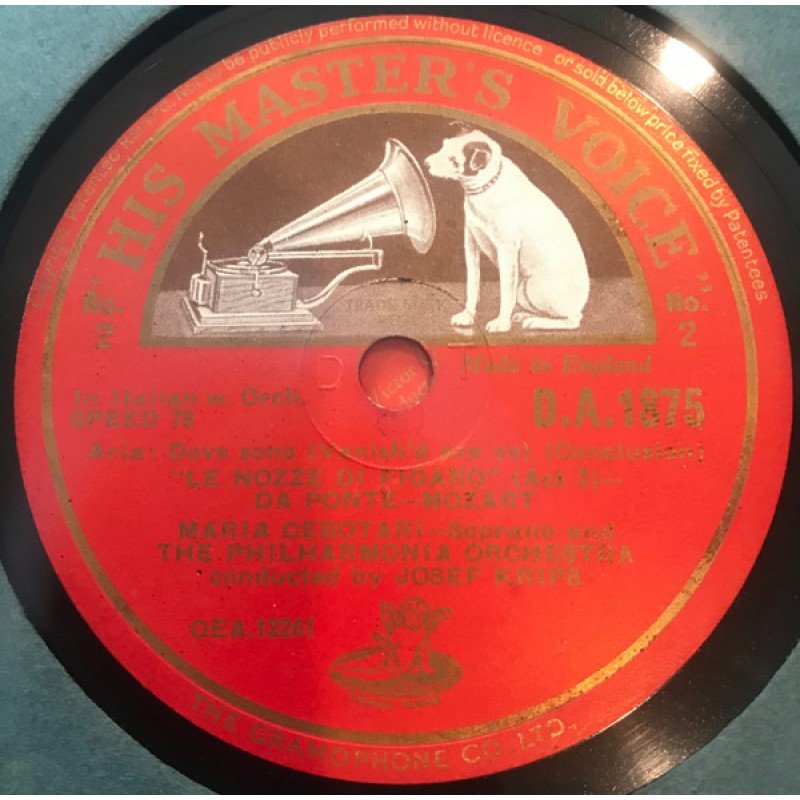 be publicly performed without licence or sold below price fixed by Patentees
"HIS MASTER'S VOICE"
No. 2
No. 2
TRADE MARK
Made in England
In Italian w. Orch.
SPEED 78
D.A.1875
Aria: Dove sono (Vanish'd are ye) (Conclusion)
"LE NOZZE DI FIGARO" (Act 3)—
DA PONTE—MOZART
MARIA CEBOTARI—Soprano and
THE PHILHARMONIA ORCHESTRA
conducted by JOSEF KRIPS
OEA.12261
TRADE MARK
THE GRAMOPHONE CO. LTD.